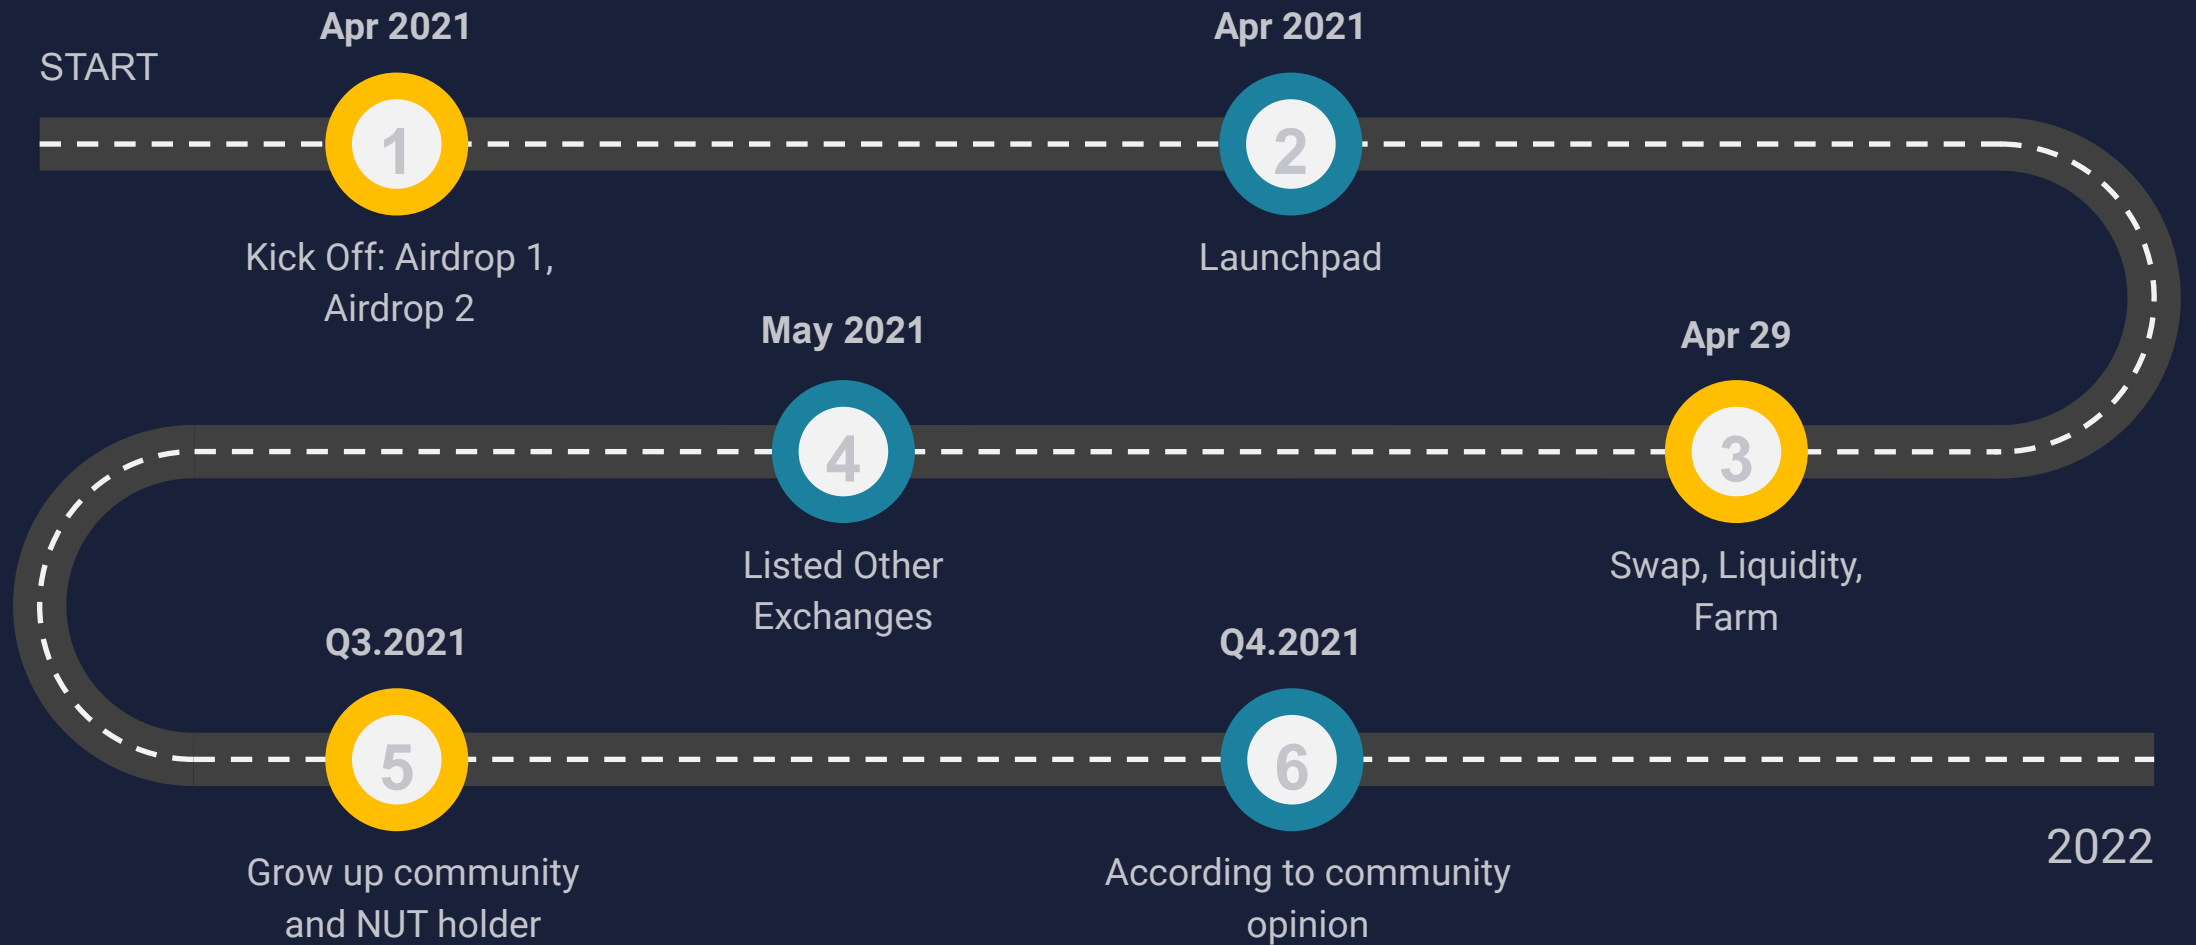 START
Apr 2021
1
Kick Off: Airdrop 1,
Airdrop 2
Apr 2021
2
Launchpad
Apr 29
3
Swap, Liquidity,
Farm
May 2021
4
Listed Other
Exchanges
Q3.2021
5
Grow up community
and NUT holder
Q4.2021
6
According to community
opinion
2022